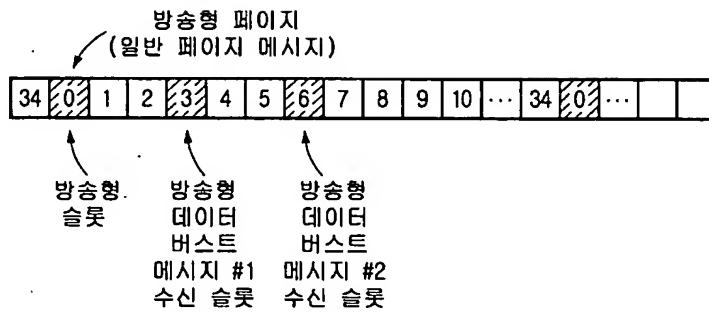 방송형 페이지
(일반 페이지 메시지)
34 0 1 2 3 4 5 6 7 8 9 10 ··· 34 0 ···
방송형
슬롯
방송형
데이터
버스트
메시지 #1
수신 슬롯
방송형
데이터
버스트
메시지 #2
수신 슬롯